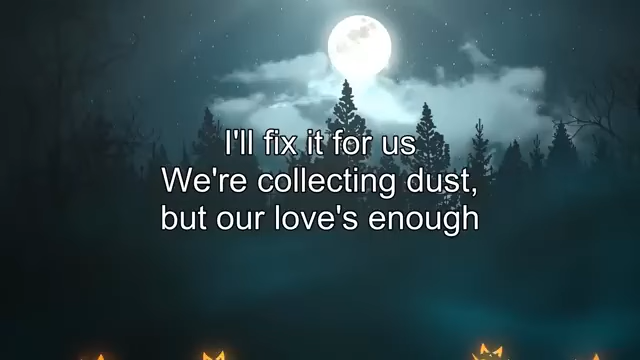 I'll fix it for us
We're collecting dust,
but our love's enough